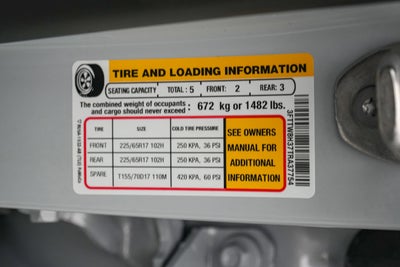 TIRE AND LOADING INFORMATION
SEATING CAPACITY TOTAL : 5 FRONT: 2 REAR: 3
The combined weight of occupants
and cargo should never exceed : 672 kg or 1482 lbs.
TIRE SIZE COLD TIRE PRESSURE
FRONT 225/65R17 102H 250 KPA, 36 PSI
REAR 225/65R17 102H 250 KPA, 36 PSI
SPARE T155/70D17 110M 420 KPA, 60 PSI
SEE OWNERS
MANUAL FOR
ADDITIONAL
INFORMATION
3FTTW8H37TRA37754